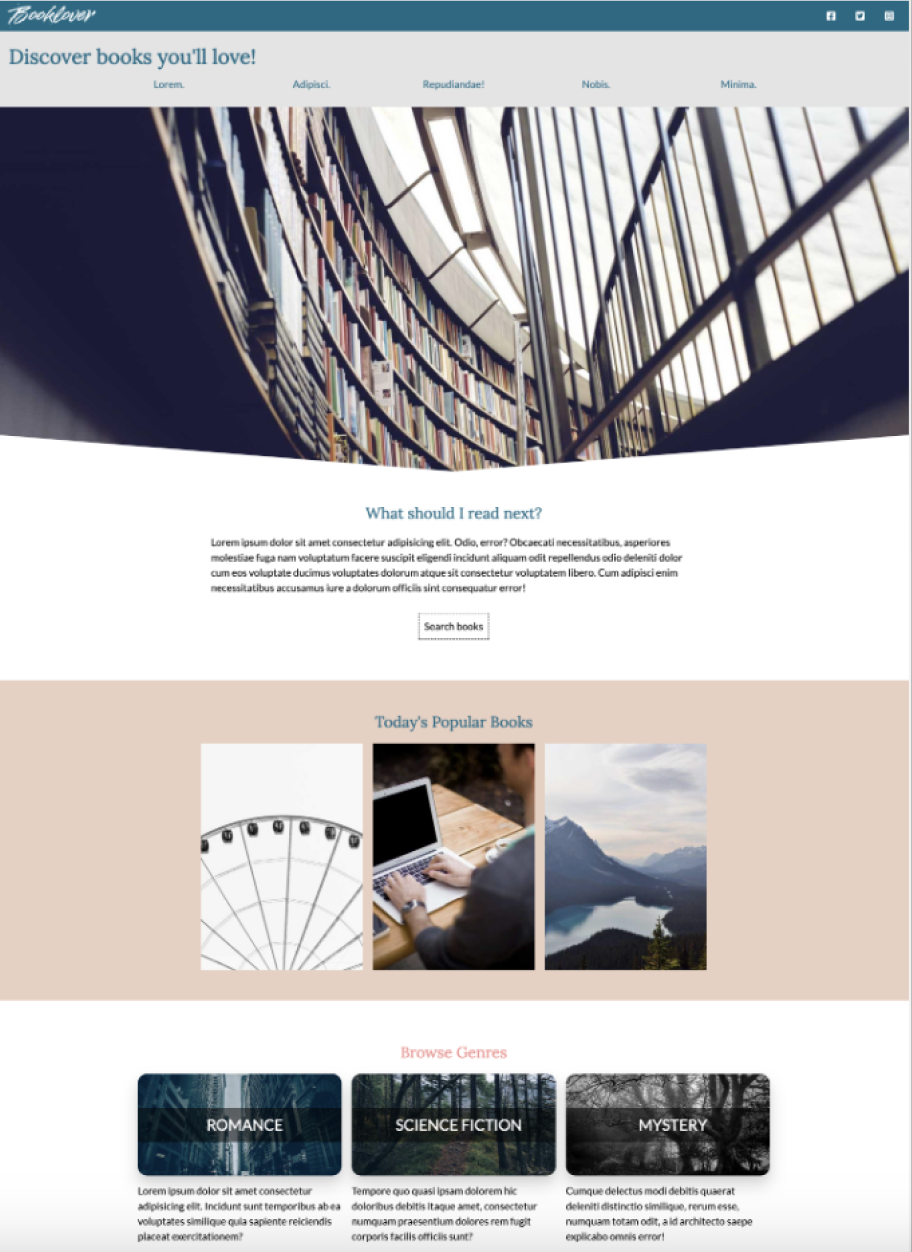 Booklover
Discover books you'll love!
Lorem. Adipisci. Repudiandae! Nobis. Minima.
What should I read next?
Lorem ipsum dolor sit amet consectetur adipisicing elit. Odio, error? Obcaecati necessitatibus, asperiores
molestiae fuga nam voluptatum facere suscipit eligendi incidunt aliquam odit repellendus odio deleniti dolor
cum eos voluptate ducimus voluptates dolorum atque sit consectetur voluptatem libero. Cum adipisci enim
necessitatibus accusamus iure a dolorum officiis sint consequatur error!
Search books
Today's Popular Books
Browse Genres
ROMANCE
Lorem ipsum dolor sit amet consectetur
adipisicing elit. Incidunt sunt temporibus ab ea
voluptates similique quia sapiente reiciendis
placeat exercitationem?
SCIENCE FICTION
Tempore quo quasi ipsam dolorem hic
doloribus debitis itaque amet, consectetur
numquam praesentium dolores rem fugit
corporis facilis officiis sunt?
MYSTERY
Cumque delectus modi debitis quaerat
deleniti distinctio similique, rerum esse,
numquam totam odit, a id architecto saepe
explicabo omnis error!